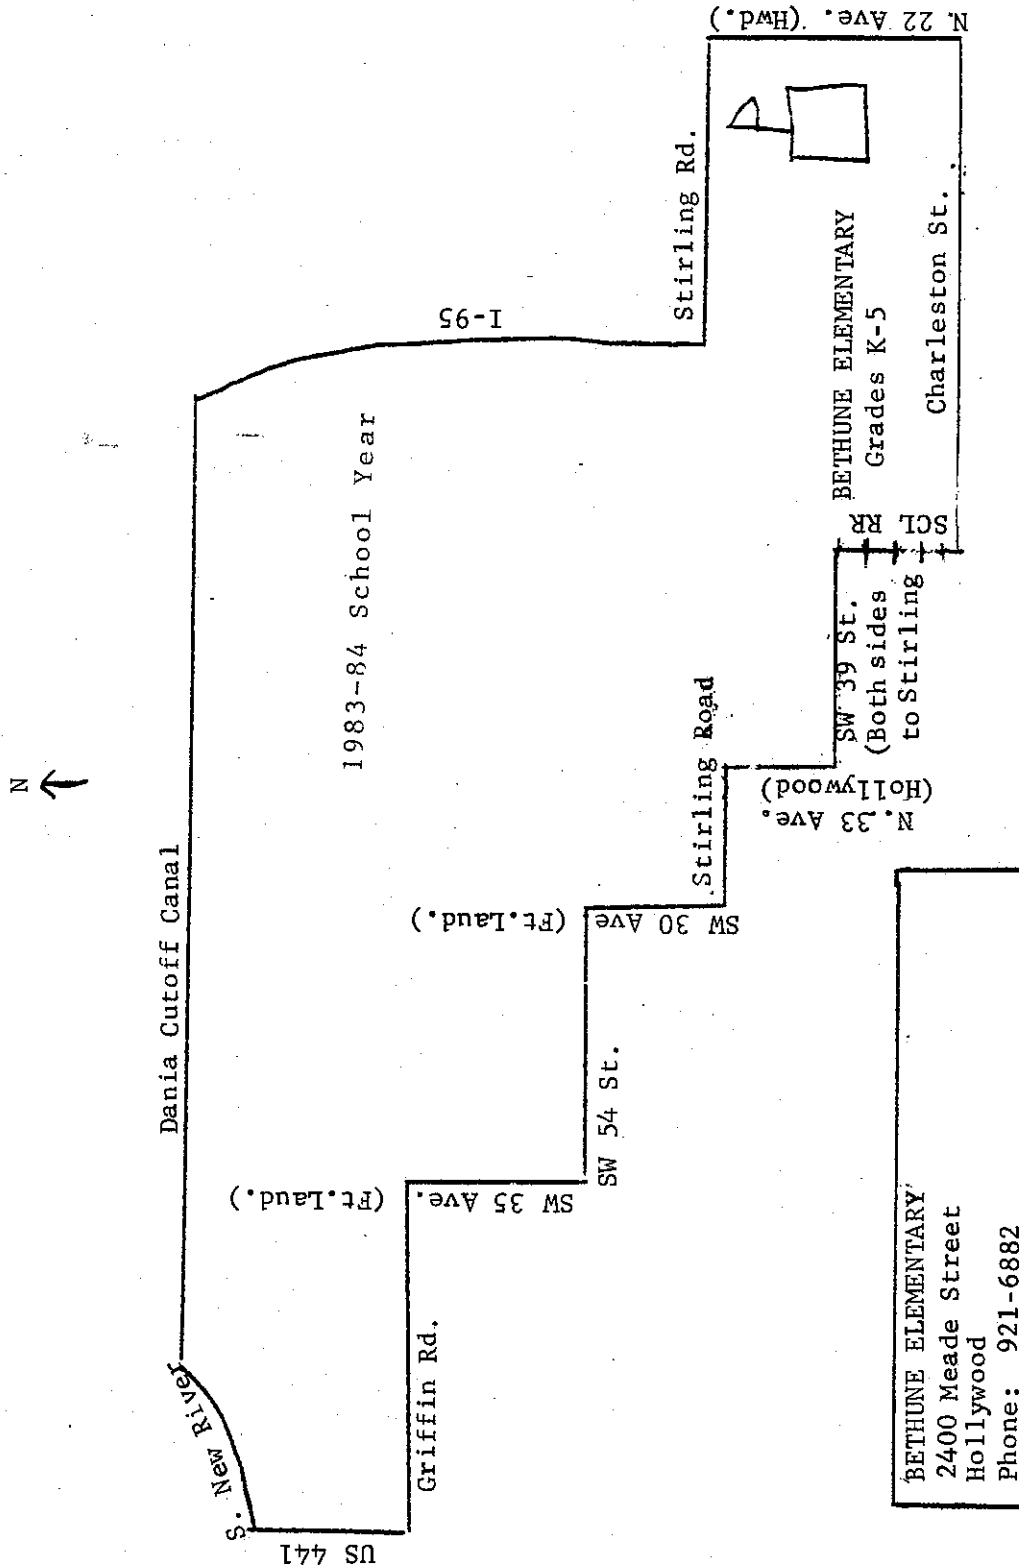 N
Dania Cutoff Canal
S. New River
US 441
Griffin Rd.
SW 35 Ave. (Ft.Laud.)
SW 54 St.
SW 30 Ave (Ft.Laud.)
Stirling Road
N. 33 Ave.
(Hollywood)
SW 39 St.
(Both sides
to Stirling
SCL RR
1983-84 School Year
I-95
Stirling Rd.
N. 22 Ave. (Hwd.)
BETHUNE ELEMENTARY
Grades K-5
Charleston St.
BETHUNE ELEMENTARY
2400 Meade Street
Hollywood
Phone: 921-6882